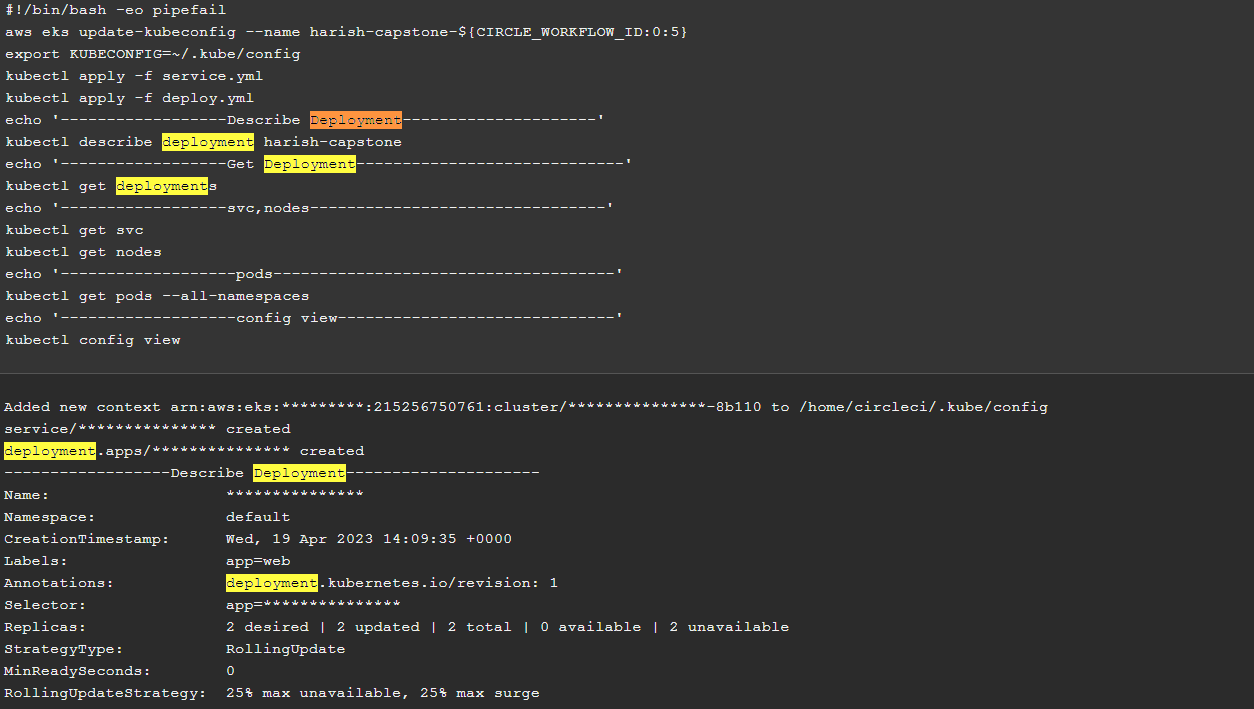 #!/bin/bash -eo pipefail
aws eks update-kubeconfig --name harish-capstone-${CIRCLE_WORKFLOW_ID:0:5}
export KUBECONFIG=~/.kube/config
kubectl apply -f service.yml
kubectl apply -f deploy.yml
echo '------------------Describe Deployment---------------------'
kubectl describe deployment harish-capstone
echo '------------------Get Deployment-----------------------------'
kubectl get deployments
echo '------------------svc,nodes--------------------------------'
kubectl get svc
kubectl get nodes
echo '-------------------pods-------------------------------------'
kubectl get pods --all-namespaces
echo '-------------------config view------------------------------'
kubectl config view
Added new context arn:aws:eks:*********:215256750761:cluster/***************-8b110 to /home/circleci/.kube/config
service/*************** created
deployment.apps/*************** created
------------------Describe Deployment---------------------
Name:                   ***************
Namespace:              default
CreationTimestamp:      Wed, 19 Apr 2023 14:09:35 +0000
Labels:                 app=web
Annotations:            deployment.kubernetes.io/revision: 1
Selector:               app=***************
Replicas:               2 desired | 2 updated | 2 total | 0 available | 2 unavailable
StrategyType:           RollingUpdate
MinReadySeconds:        0
RollingUpdateStrategy:  25% max unavailable, 25% max surge